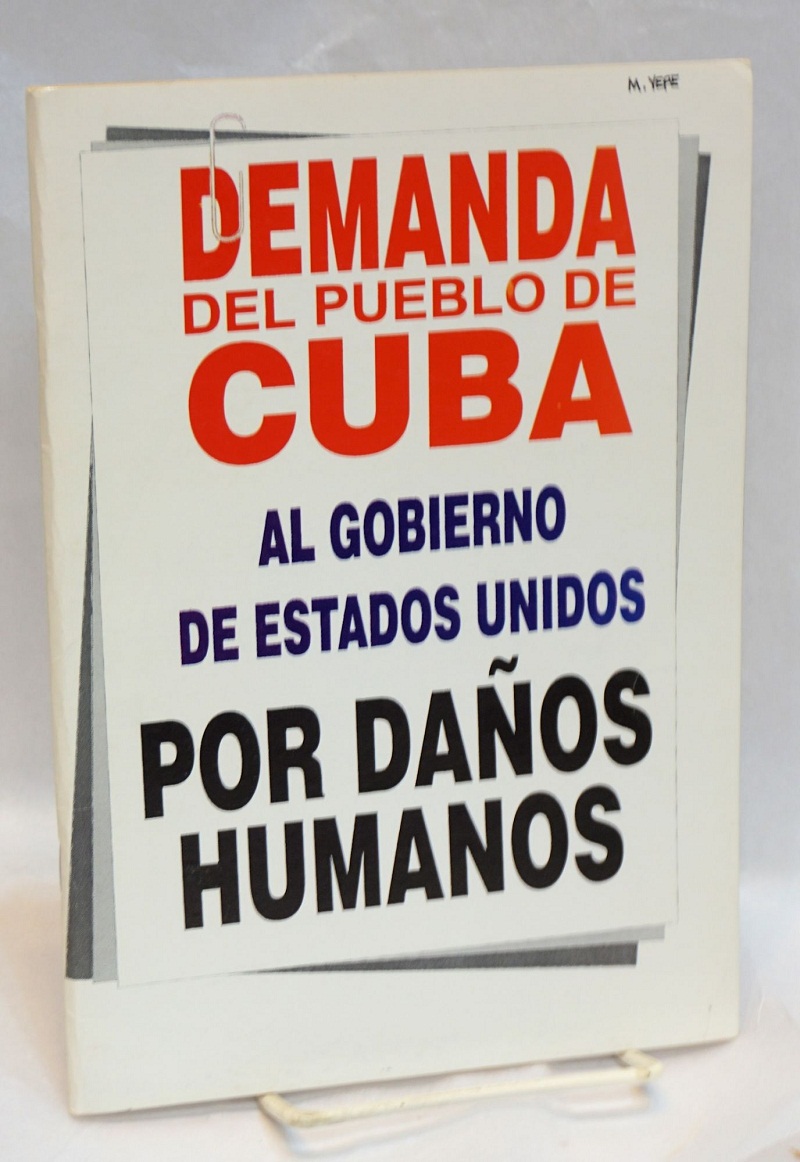 M. YEPE
DEMANDA
DEL PUEBLO DE
CUBA
AL GOBIERNO
DE ESTADOS UNIDOS
POR DAÑOS
HUMANOS